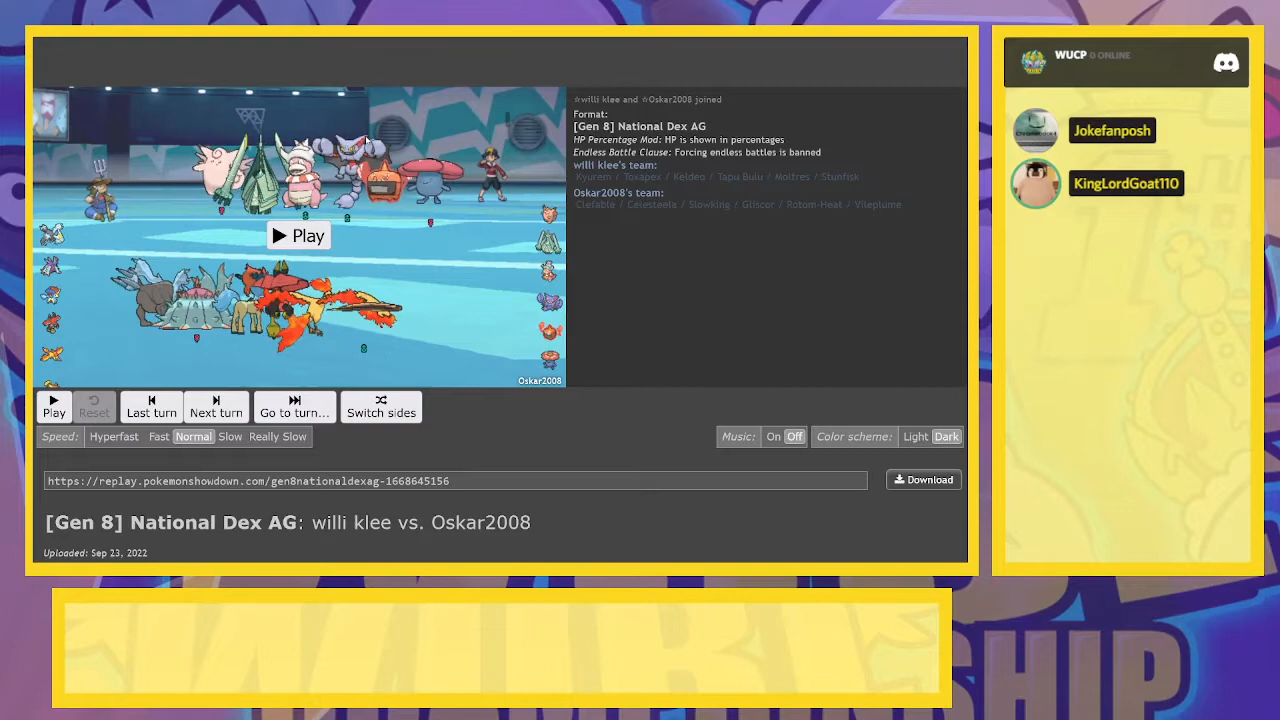 ☆willi klee and ☆Oskar2008 joined
Format:
[Gen 8] National Dex AG
HP Percentage Mod: HP is shown in percentages
Endless Battle Clause: Forcing endless battles is banned
willi klee's team:
Kyurem / Toxapex / Keldeo / Tapu Bulu / Moltres / Stunfisk
Oskar2008's team:
Clefable / Celesteela / Slowking / Gliscor / Rotom-Heat / Vileplume
Play
Oskar2008
Play
Reset
Last turn
Next turn
Go to turn...
Switch sides
Speed: Hyperfast Fast Normal Slow Really Slow
Music: On Off
Color scheme: Light Dark
https://replay.pokemonshowdown.com/gen8nationaldexag-1668645156
Download
[Gen 8] National Dex AG: willi klee vs. Oskar2008
Uploaded: Sep 23, 2022
WUCP 0 ONLINE
Jokefanposh
KingLordGoat110
SHIP